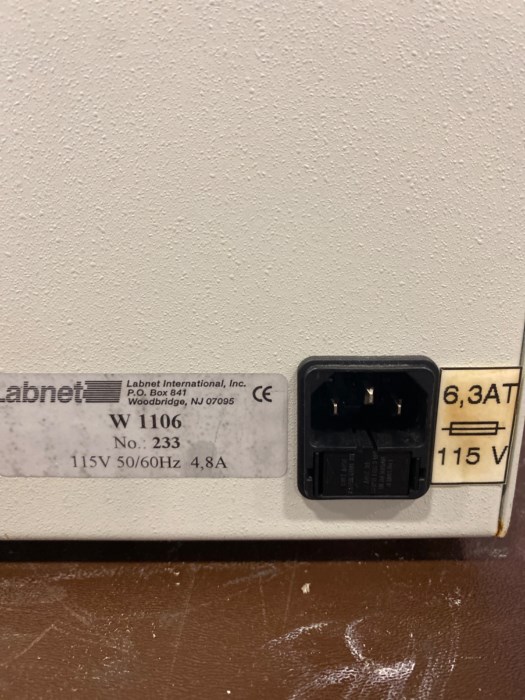 Labnet
Labnet International, Inc.
P.O. Box 841
Woodbridge, NJ 07095
CE
W 1106
No.: 233
115V 50/60Hz 4,8A
6,3AT
115 V